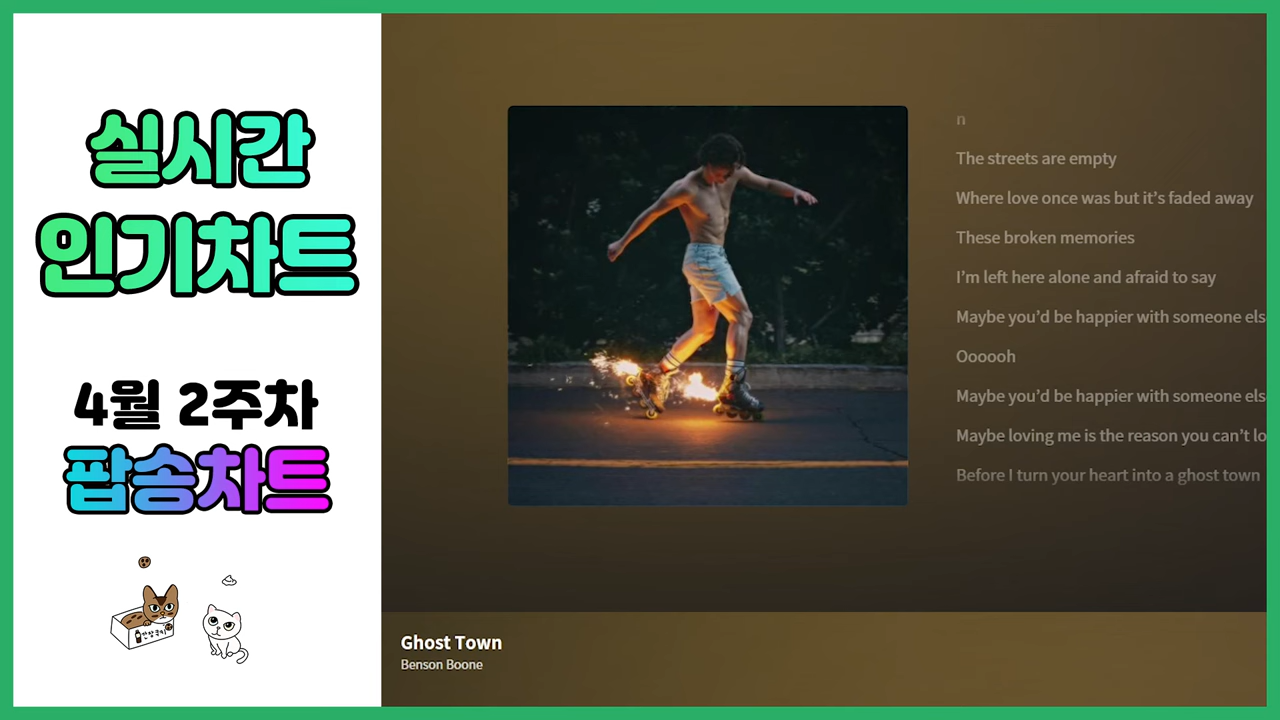 실시간
인기차트
4월 2주차
팝송차트
n
The streets are empty
Where love once was but it’s faded away
These broken memories
I’m left here alone and afraid to say
Maybe you’d be happier with someone els
Oooooh
Maybe you’d be happier with someone els
Maybe loving me is the reason you can’t lo
Before I turn your heart into a ghost town
Ghost Town
Benson Boone